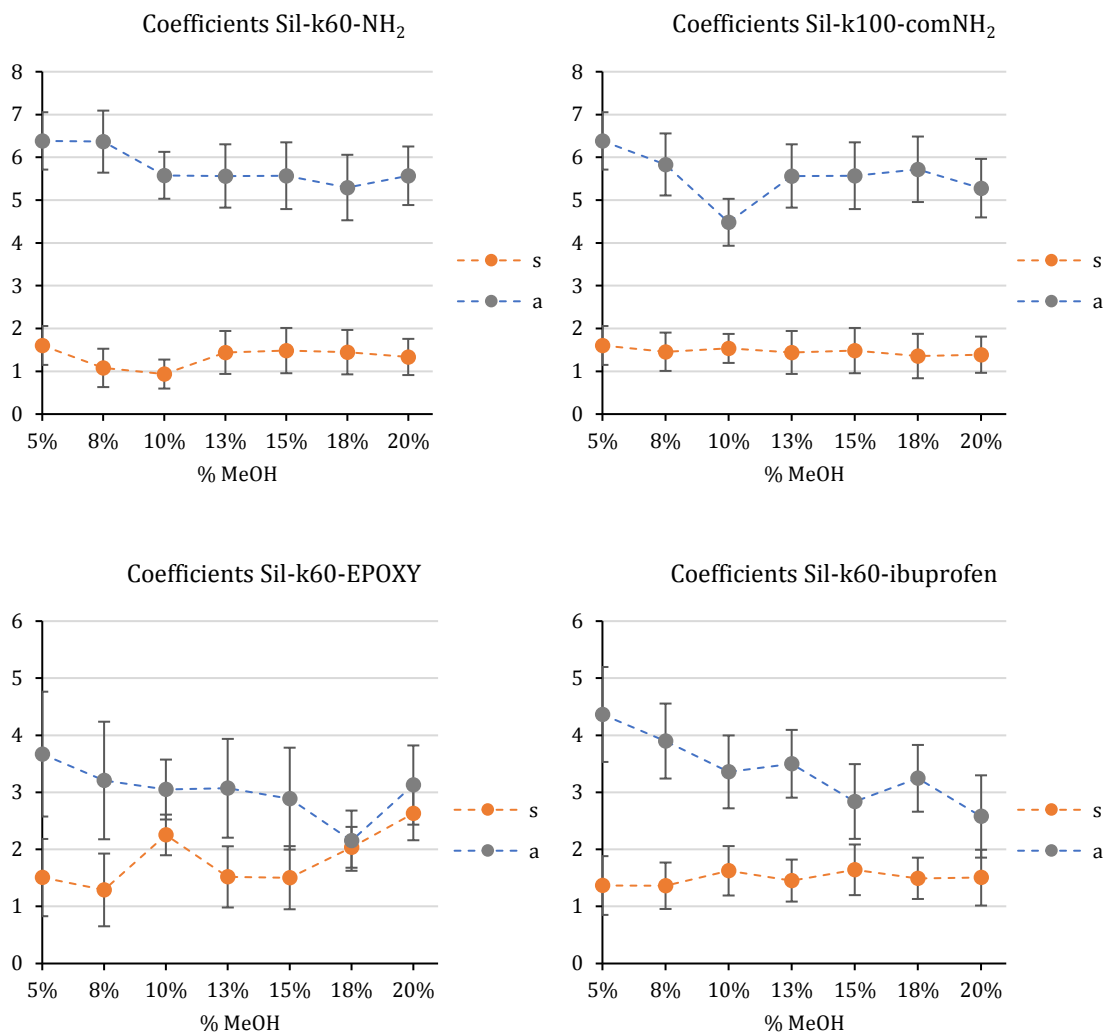 Coefficients Sil-k60-NH₂
8
7
6
5
4
3
2
1
0
5% 8% 10% 13% 15% 18% 20%
% MeOH
s
a
Coefficients Sil-k100-comNH₂
8
7
6
5
4
3
2
1
0
5% 8% 10% 13% 15% 18% 20%
% MeOH
s
a
Coefficients Sil-k60-EPOXY
6
5
4
3
2
1
0
5% 8% 10% 13% 15% 18% 20%
% MeOH
s
a
Coefficients Sil-k60-ibuprofen
6
5
4
3
2
1
0
5% 8% 10% 13% 15% 18% 20%
% MeOH
s
a